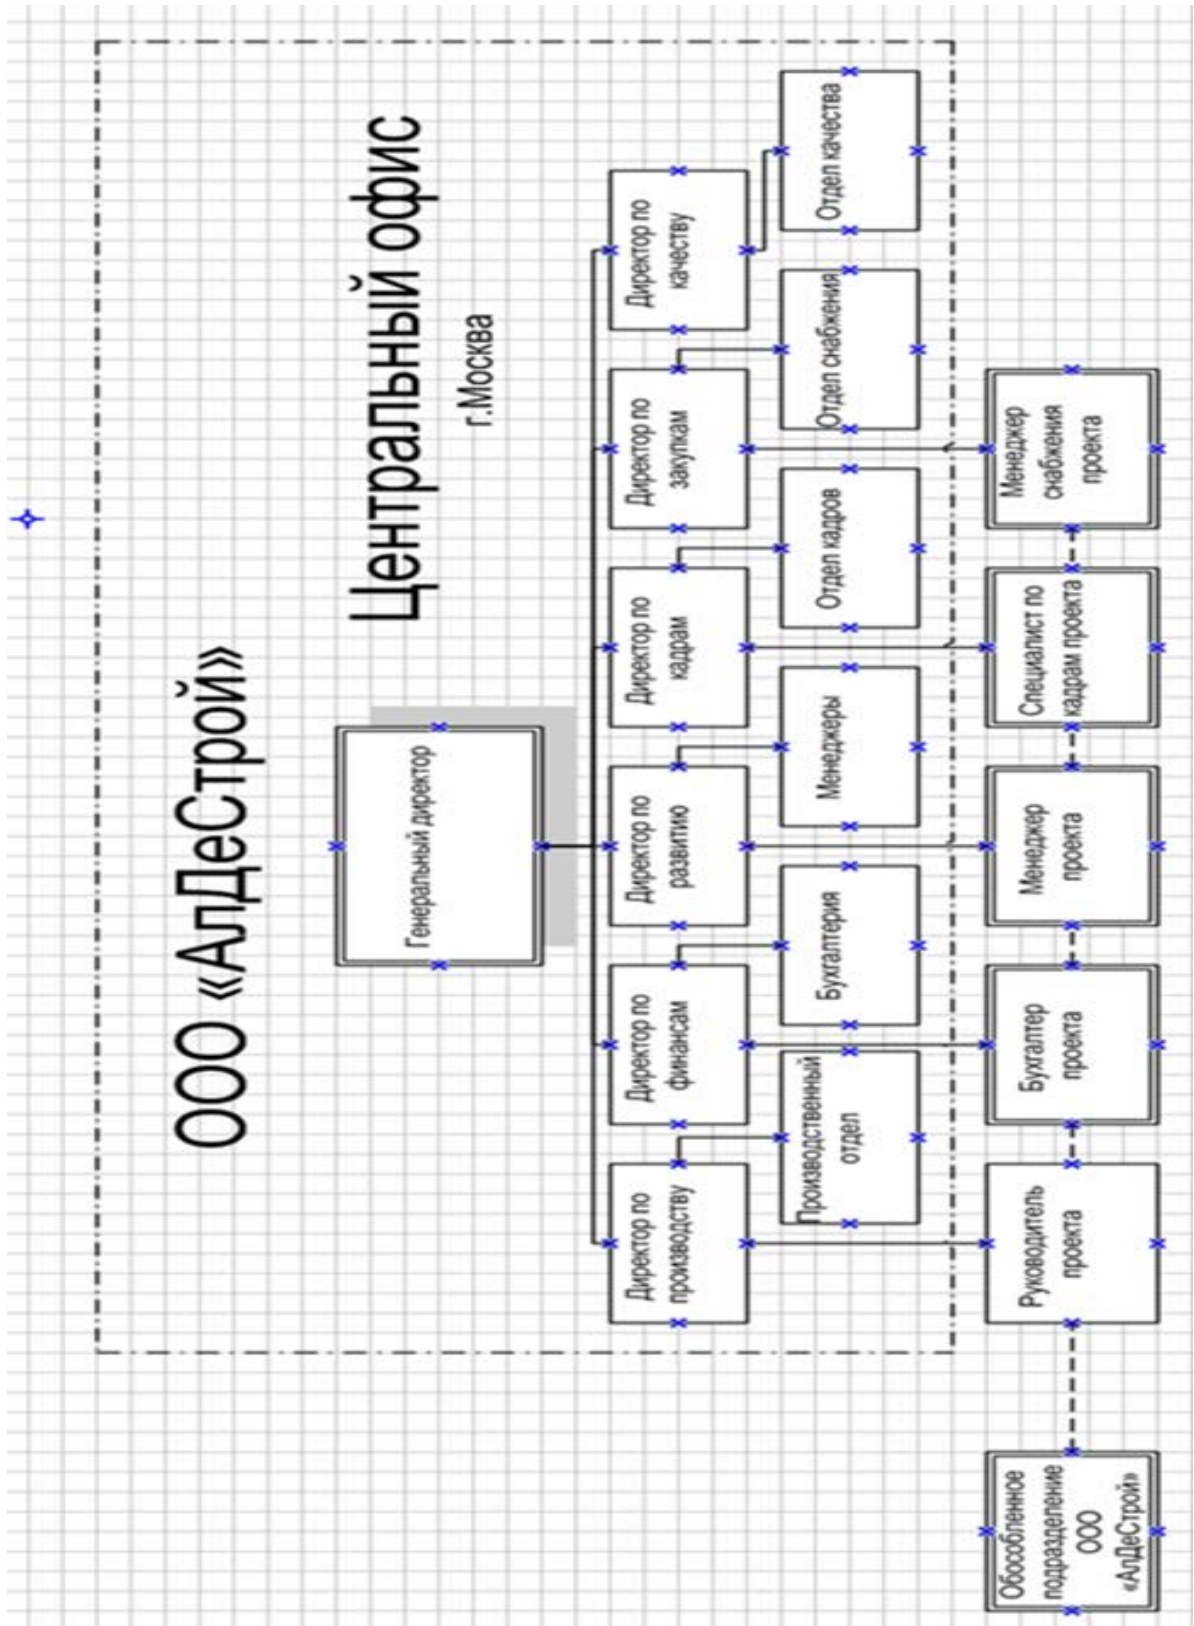 ООО «АлДеСтрой»
Центральный офис
г.Москва
Генеральный директор
Директор по
производству
Директор по
финансам
Директор по
развитию
Директор по
кадрам
Директор по
закупкам
Директор по
качеству
Производственный
отдел
Бухгалтерия
Менеджеры
Отдел кадров
Отдел снабжения
Отдел качества
Обособленное
подразделение
ООО
«АлДеСтрой»
Руководитель
проекта
Бухгалтер
проекта
Менеджер
проекта
Специалист по
кадрам проекта
Менеджер
снабжения
проекта